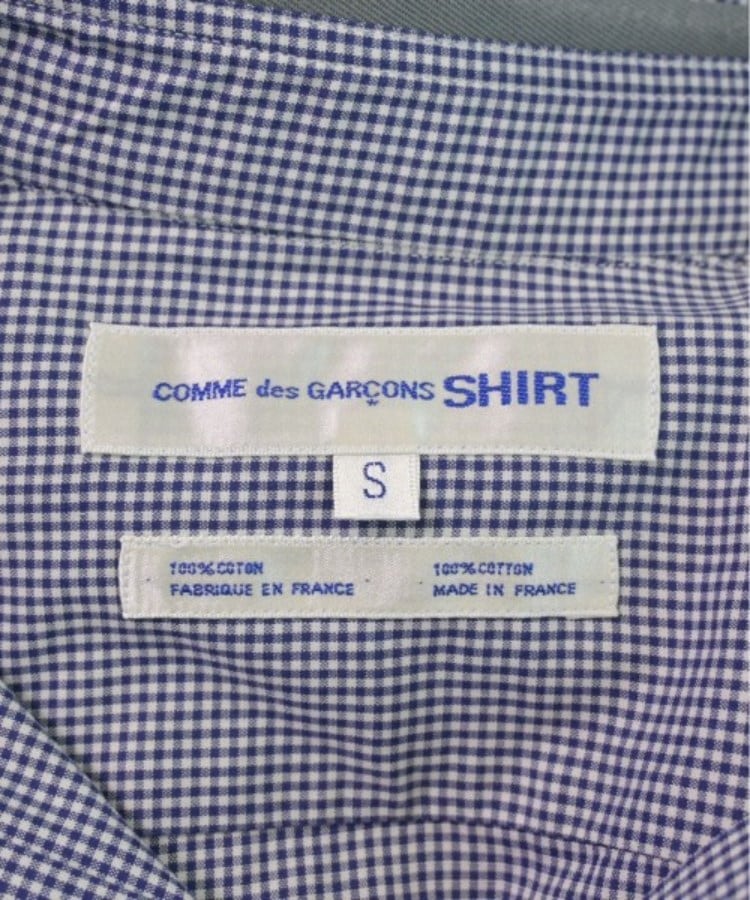 COMME des GARÇONS SHIRT
S
100% COTON
FABRIQUE EN FRANCE
100% COTTON
MADE IN FRANCE